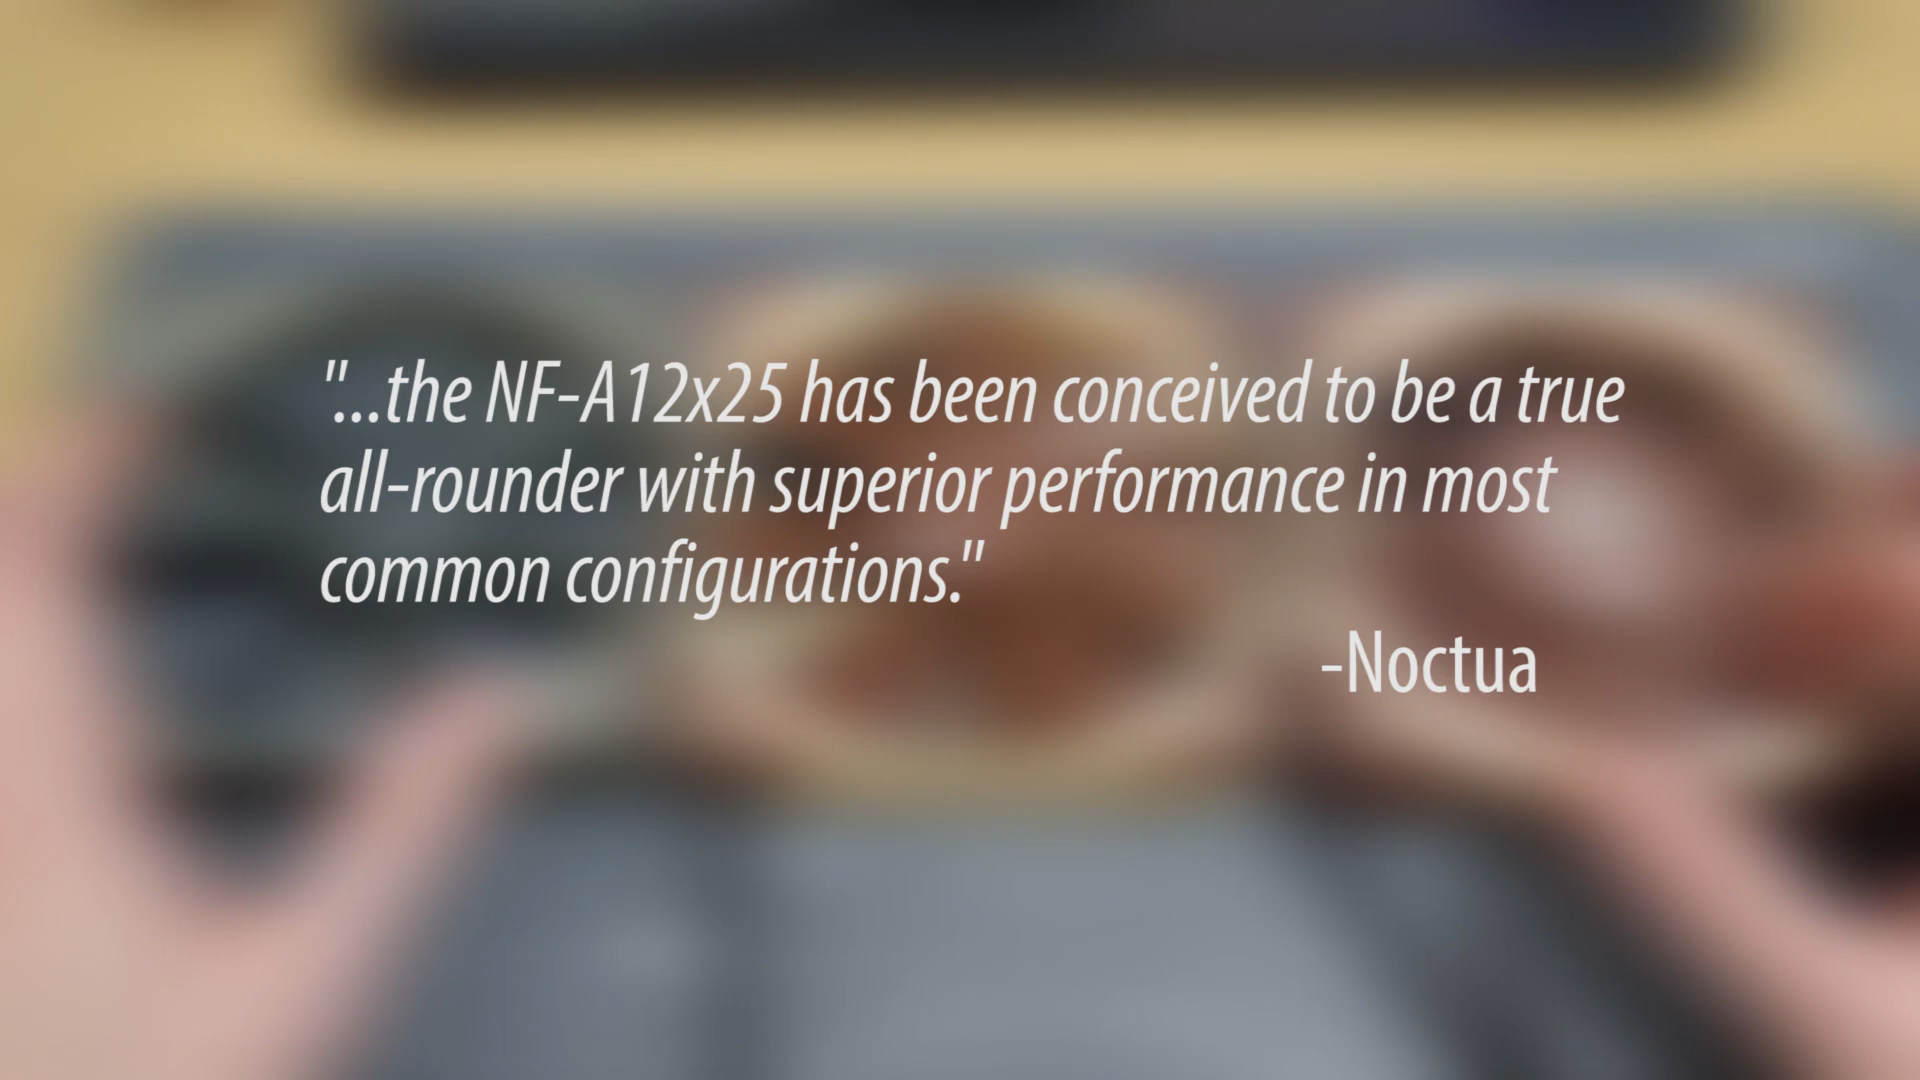 "...the NF-A12x25 has been conceived to be a true
all-rounder with superior performance in most
common configurations."
-Noctua